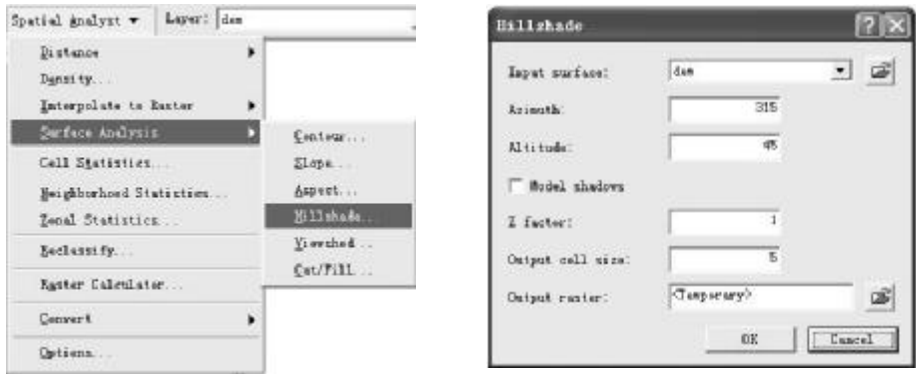 Spatial Analyst Layer: dem
Distance
Density...
Interpolate to Raster
Surface Analysis
Cell Statistics...
Neighborhood Statistics...
Zonal Statistics...
Reclassify...
Raster Calculator...
Convert
Options...
Contour...
Slope...
Aspect...
Hillshade...
Viewshed...
Cut/Fill...
Hillshade
Input surface: dem
Azimuth: 315
Altitude: 45
Model shadows
Z factor: 1
Output cell size: 5
Output raster: <Temporary>
OK Cancel